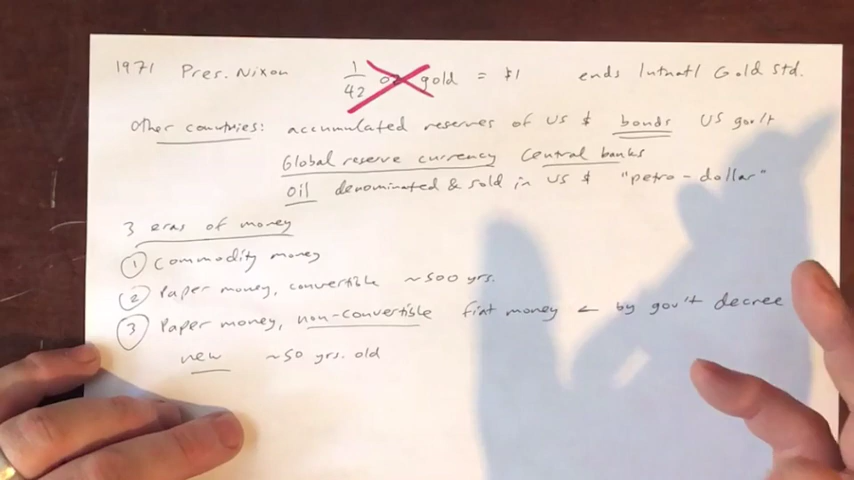 1971 Pres. Nixon 1/42 oz gold = $1 ends Intnat'l Gold Std.
Other countries: accumulated reserves of US $ bonds US gov't
Global reserve currency Central banks
Oil denominated & sold in US $ "petro-dollar"
3 eras of money
① Commodity money
② Paper money, convertible ~500 yrs.
③ Paper money, non-convertible fiat money ← by gov't decree
new ~50 yrs. old